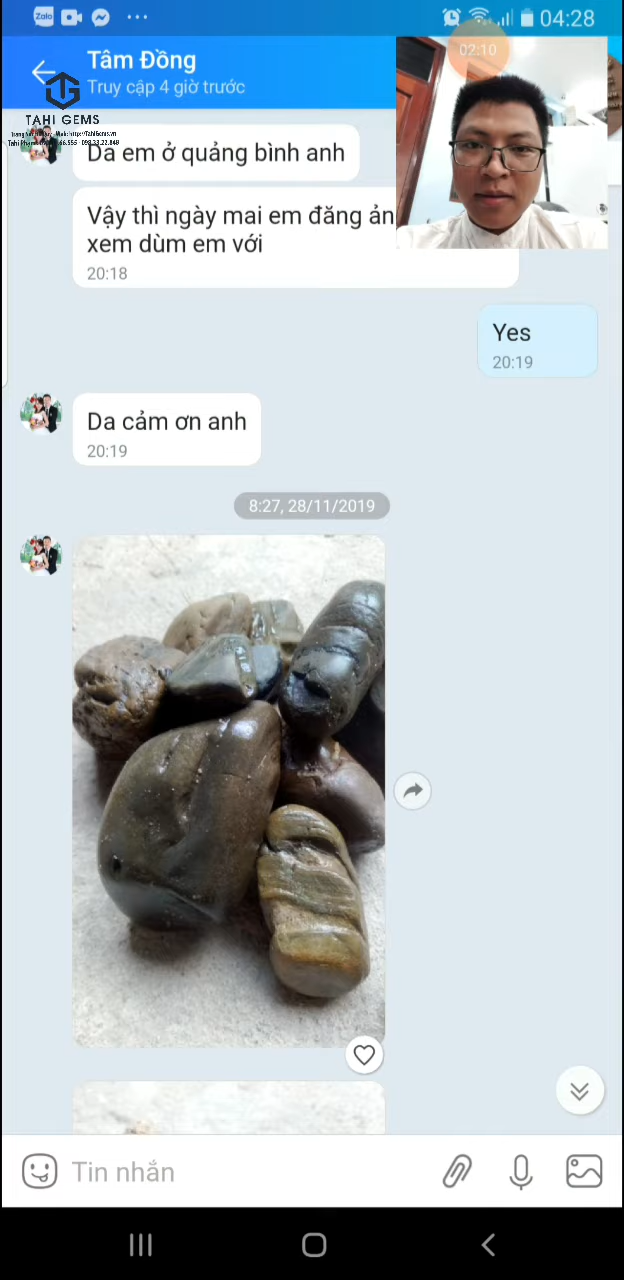 Zalo
04:28
02:10
Tâm Đồng
Truy cập 4 giờ trước
TAHI GEMS
Da em ở quảng bình anh
Vậy thì ngày mai em đăng ản
xem dùm em với
20:18
Yes
20:19
Da cảm ơn anh
20:19
8:27, 28/11/2019
Tin nhắn